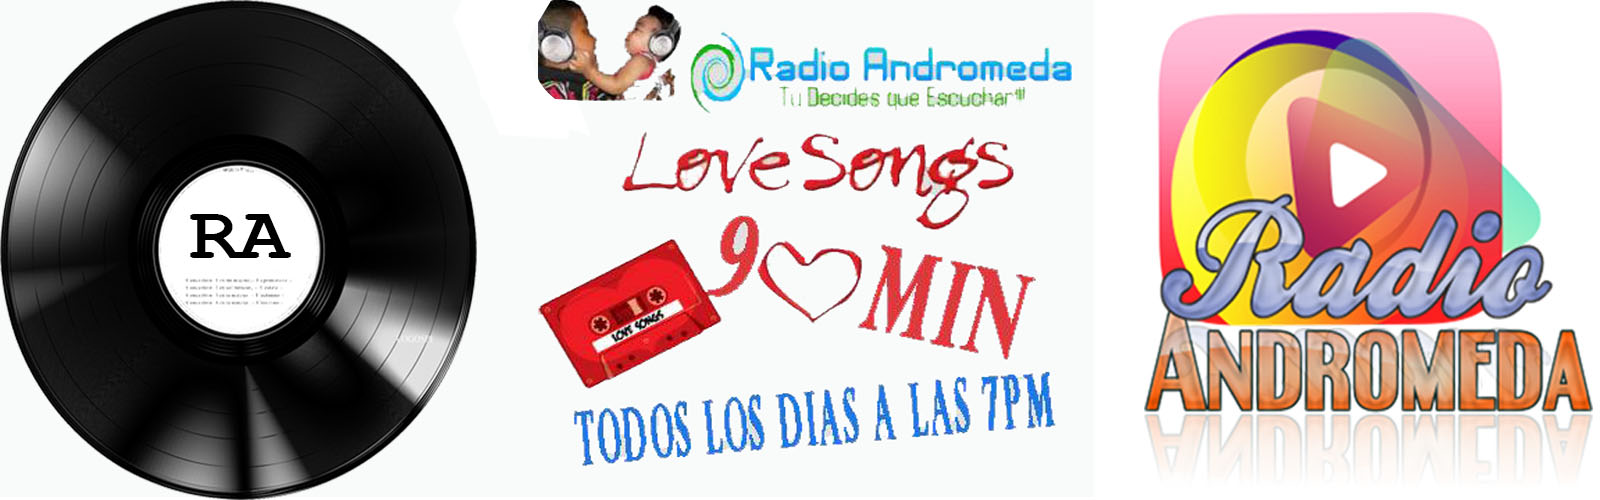 RA
Radio Andromeda
Tu Decides que Escuchar!!!
Love Songs
9 MIN
LOVE SONGS
TODOS LOS DIAS A LAS 7PM
Radio
ANDROMEDA